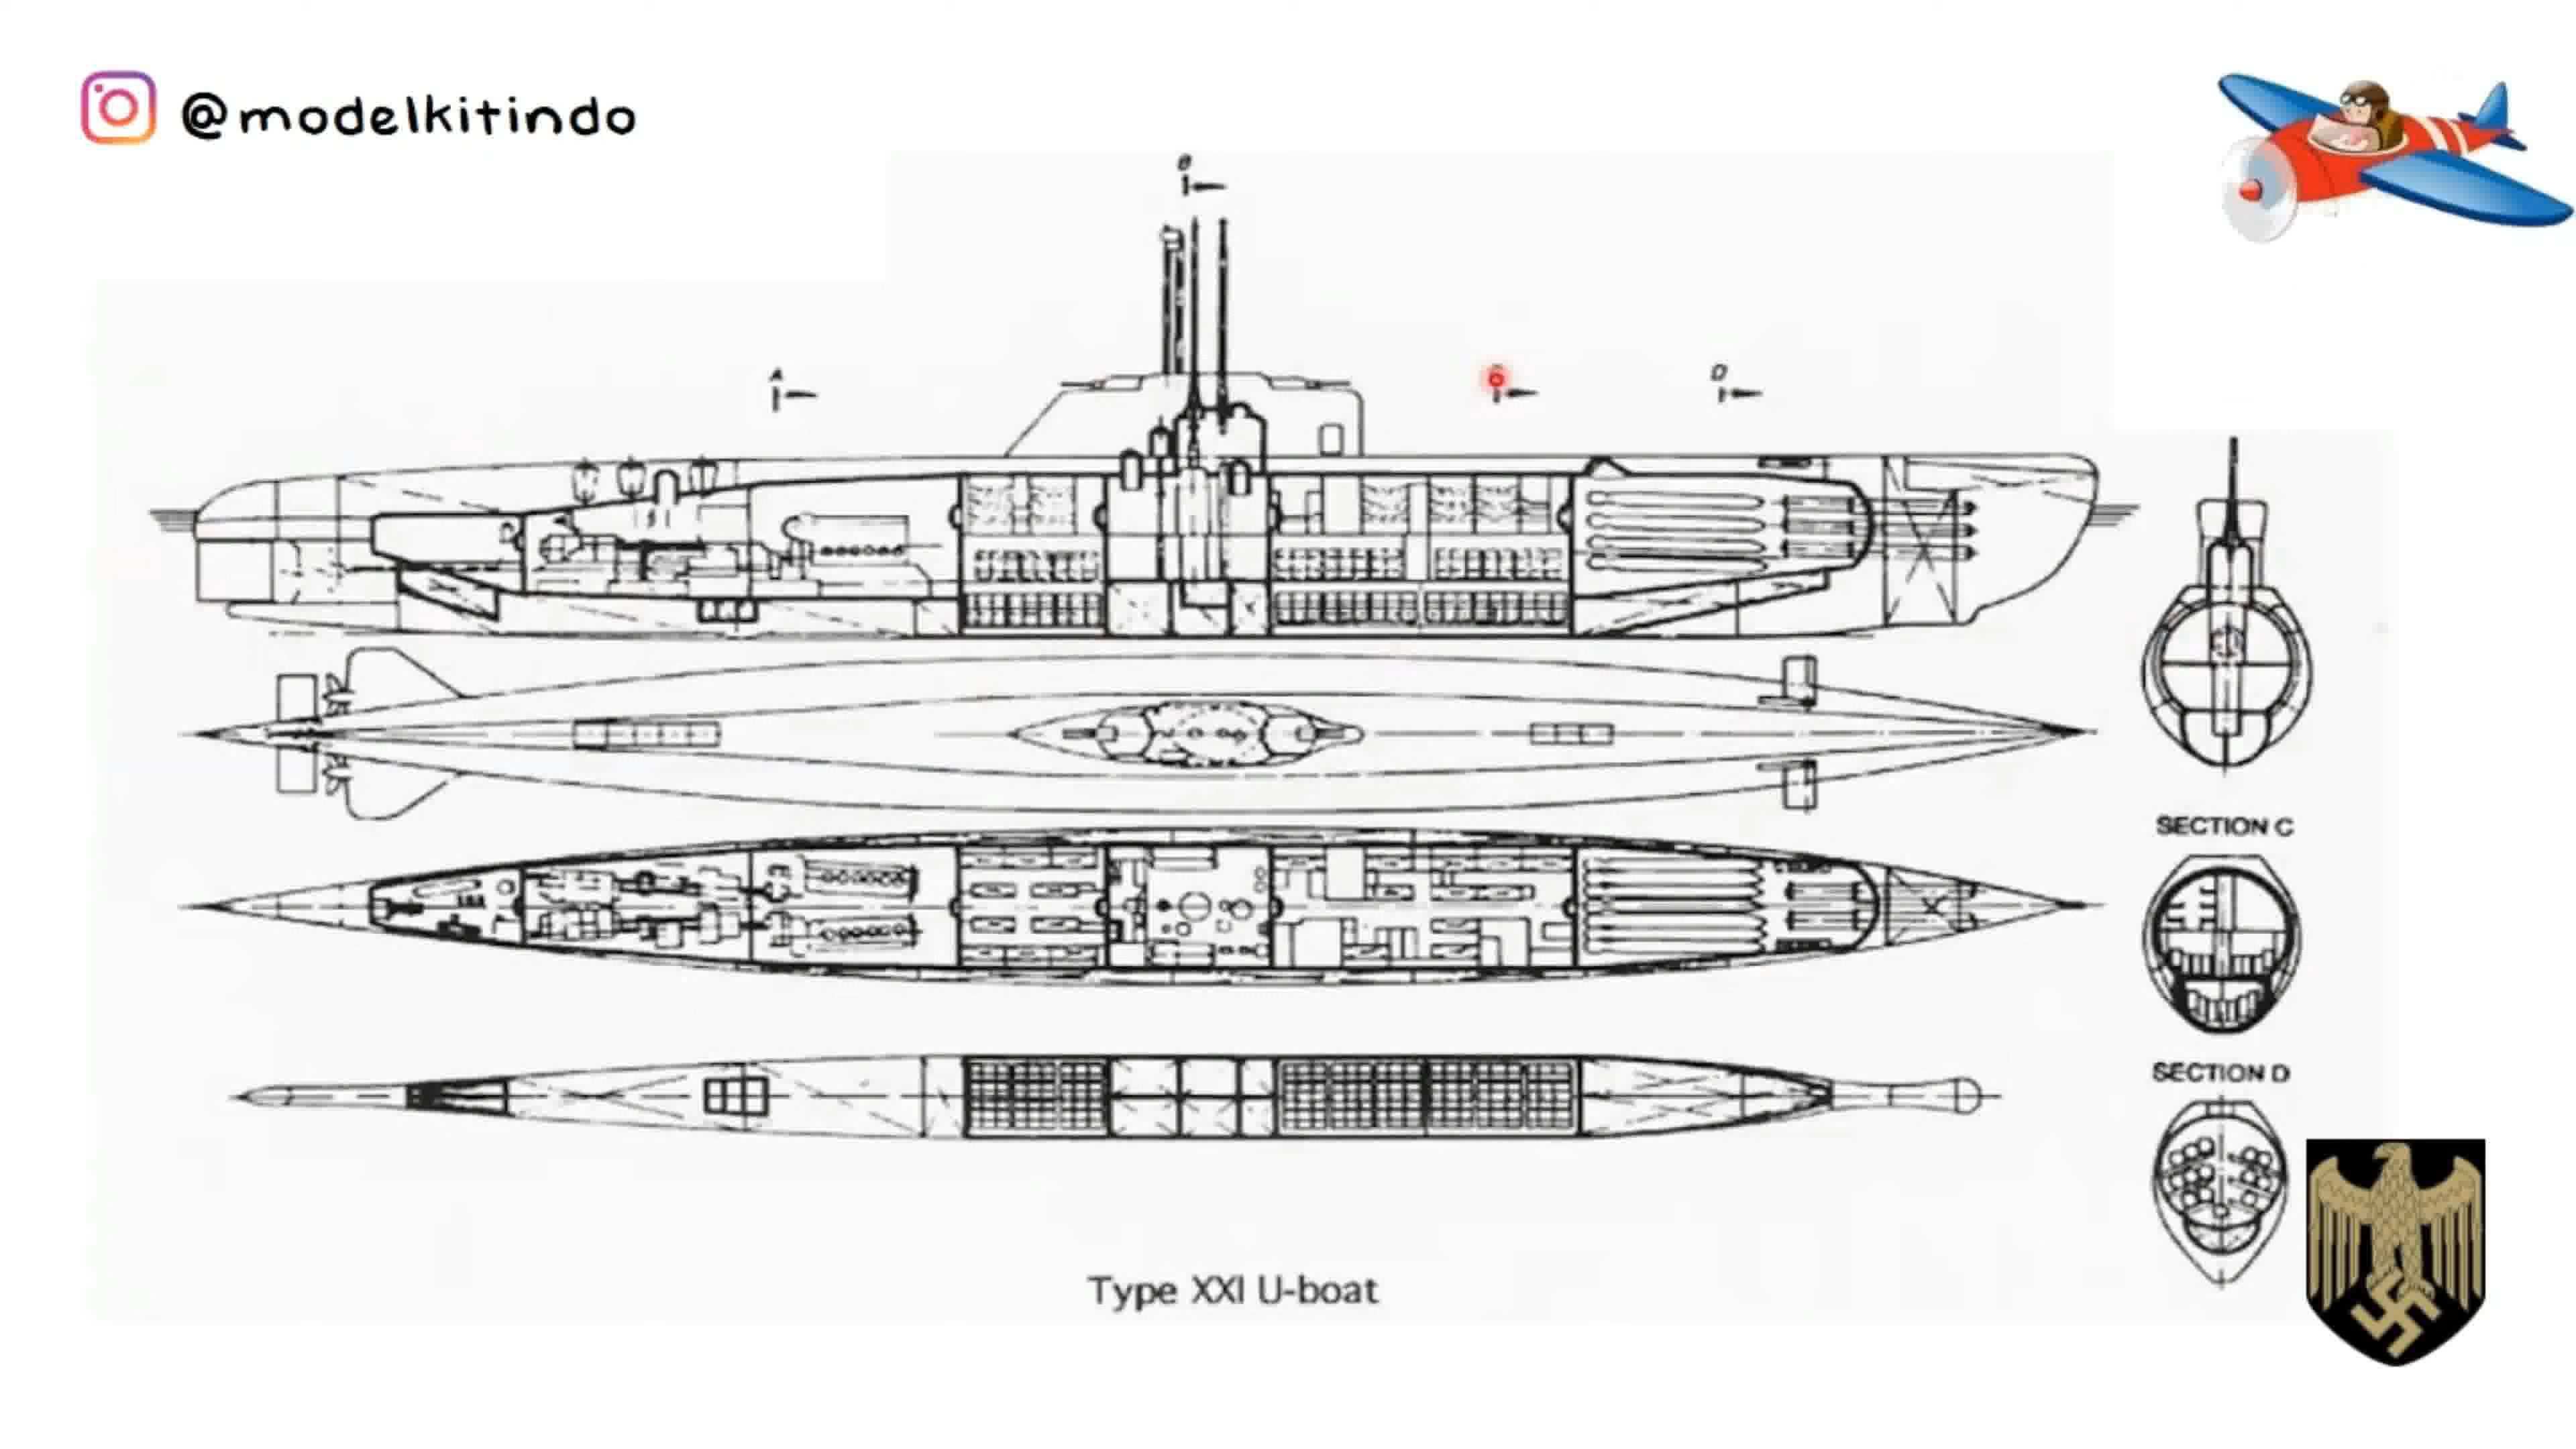 @modelkitindo
B
A
D
SECTION C
SECTION D
Type XXI U-boat